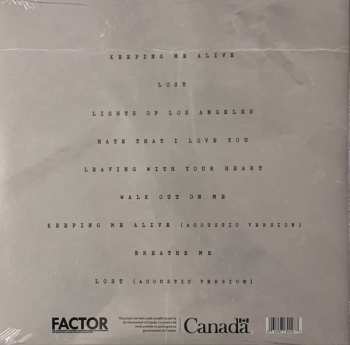 KEEPING ME ALIVE
LOST
LIGHTS OF LOS ANGELES
HATE THAT I LOVE YOU
LEAVING WITH YOUR HEART
WALK OUT ON ME
KEEPING ME ALIVE (ACOUSTIC VERSION)
BREATHE ME
LOST (ACOUSTIC VERSION)
FACTOR
Canada